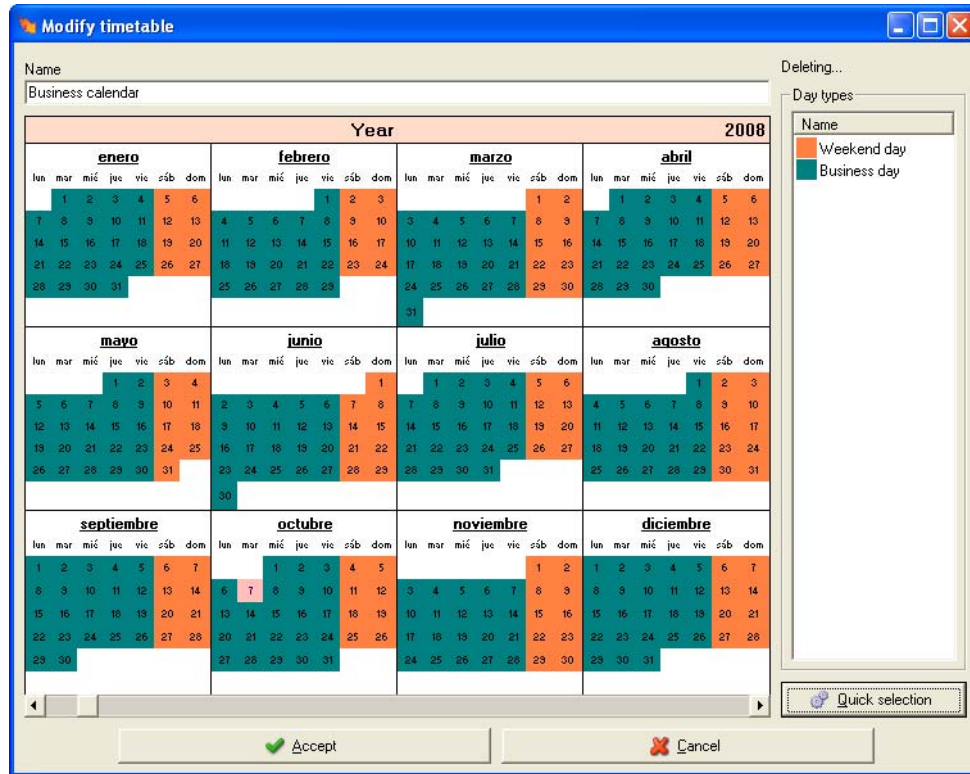 Modify timetable
Name
Business calendar
Year 2008
enero
lun mar mié jue vie sáb dom
1 2 3 4 5 6
7 8 9 10 11 12 13
14 15 16 17 18 19 20
21 22 23 24 25 26 27
28 29 30 31
febrero
lun mar mié jue vie sáb dom
1 2 3
4 5 6 7 8 9 10
11 12 13 14 15 16 17
18 19 20 21 22 23 24
25 26 27 28 29
marzo
lun mar mié jue vie sáb dom
1 2
3 4 5 6 7 8 9
10 11 12 13 14 15 16
17 18 19 20 21 22 23
24 25 26 27 28 29 30
31
abril
lun mar mié jue vie sáb dom
1 2 3 4 5 6
7 8 9 10 11 12 13
14 15 16 17 18 19 20
21 22 23 24 25 26 27
28 29 30
mayo
lun mar mié jue vie sáb dom
1 2 3 4
5 6 7 8 9 10 11
12 13 14 15 16 17 18
19 20 21 22 23 24 25
26 27 28 29 30 31
junio
lun mar mié jue vie sáb dom
1
2 3 4 5 6 7 8
9 10 11 12 13 14 15
16 17 18 19 20 21 22
23 24 25 26 27 28 29
30
julio
lun mar mié jue vie sáb dom
1 2 3 4 5 6
7 8 9 10 11 12 13
14 15 16 17 18 19 20
21 22 23 24 25 26 27
28 29 30 31
agosto
lun mar mié jue vie sáb dom
1 2 3
4 5 6 7 8 9 10
11 12 13 14 15 16 17
18 19 20 21 22 23 24
25 26 27 28 29 30 31
septiembre
lun mar mié jue vie sáb dom
1 2 3 4 5 6 7
8 9 10 11 12 13 14
15 16 17 18 19 20 21
22 23 24 25 26 27 28
29 30
octubre
lun mar mié jue vie sáb dom
1 2 3 4 5
6 7 8 9 10 11 12
13 14 15 16 17 18 19
20 21 22 23 24 25 26
27 28 29 30 31
noviembre
lun mar mié jue vie sáb dom
1 2
3 4 5 6 7 8 9
10 11 12 13 14 15 16
17 18 19 20 21 22 23
24 25 26 27 28 29 30
diciembre
lun mar mié jue vie sáb dom
1 2 3 4 5 6 7
8 9 10 11 12 13 14
15 16 17 18 19 20 21
22 23 24 25 26 27 28
29 30 31
Deleting...
Day types
Name
Weekend day
Business day
Quick selection
Accept
Cancel